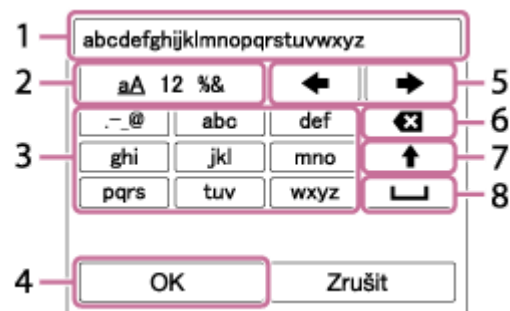 1 abcdefghijklmnopqrstuvwxyz
2 aA 12 %& 5
.-_@ abc def 6
3 ghi jkl mno 7
pqrs tuv wxyz 8
4 OK Zrušit